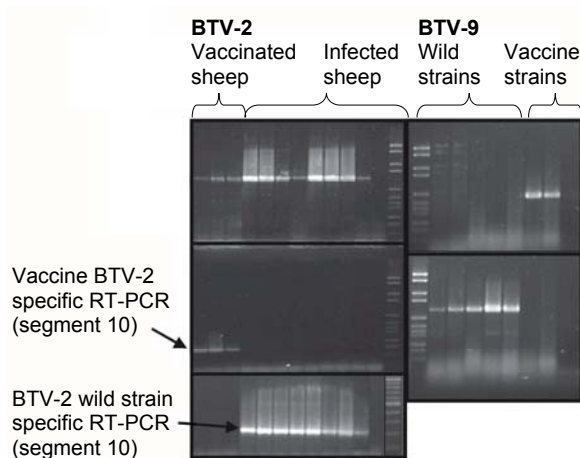 BTV-2
Vaccinated
sheep
Infected
sheep
BTV-9
Wild
strains
Vaccine
strains
Vaccine BTV-2
specific RT-PCR
(segment 10)
BTV-2 wild strain
specific RT-PCR
(segment 10)